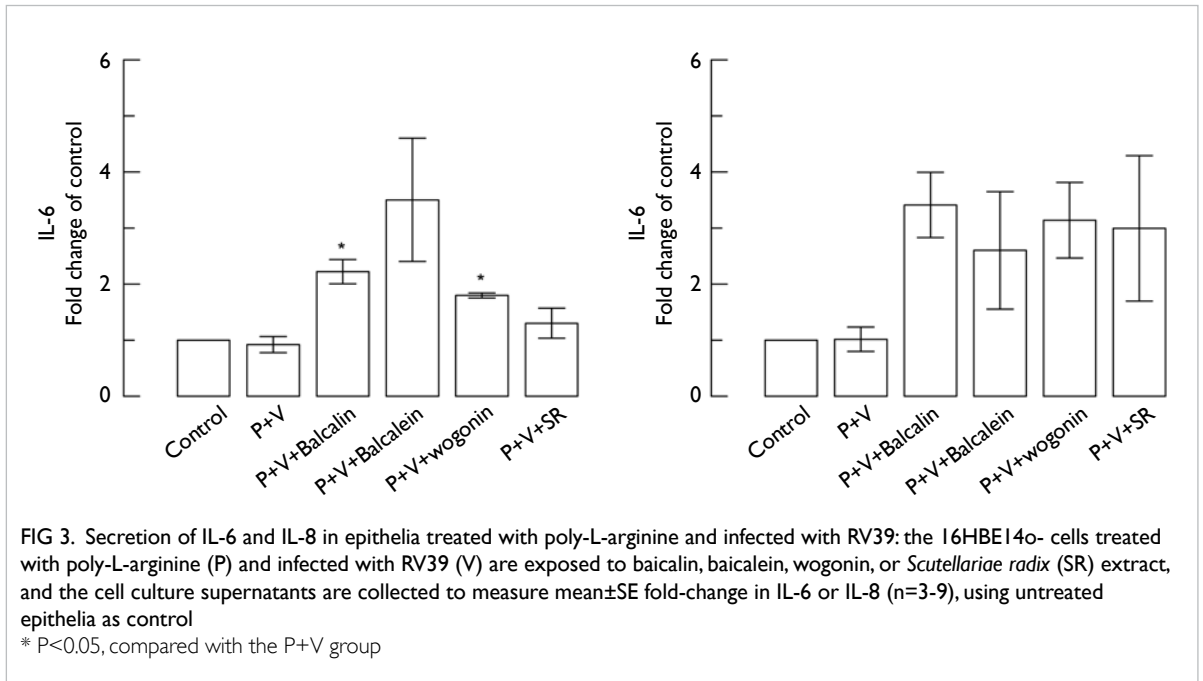 6
4
2
0
IL-6
Fold change of control
*
*
Control
P+V
P+V+Balcalin
P+V+Balcalein
P+V+wogonin
P+V+SR
6
4
2
0
IL-6
Fold change of control
Control
P+V
P+V+Balcalin
P+V+Balcalein
P+V+wogonin
P+V+SR
FIG 3. Secretion of IL-6 and IL-8 in epithelia treated with poly-L-arginine and infected with RV39: the 16HBE14o- cells treated
with poly-L-arginine (P) and infected with RV39 (V) are exposed to baicalin, baicalein, wogonin, or Scutellariae radix (SR) extract,
and the cell culture supernatants are collected to measure mean±SE fold-change in IL-6 or IL-8 (n=3-9), using untreated
epithelia as control
* P<0.05, compared with the P+V group